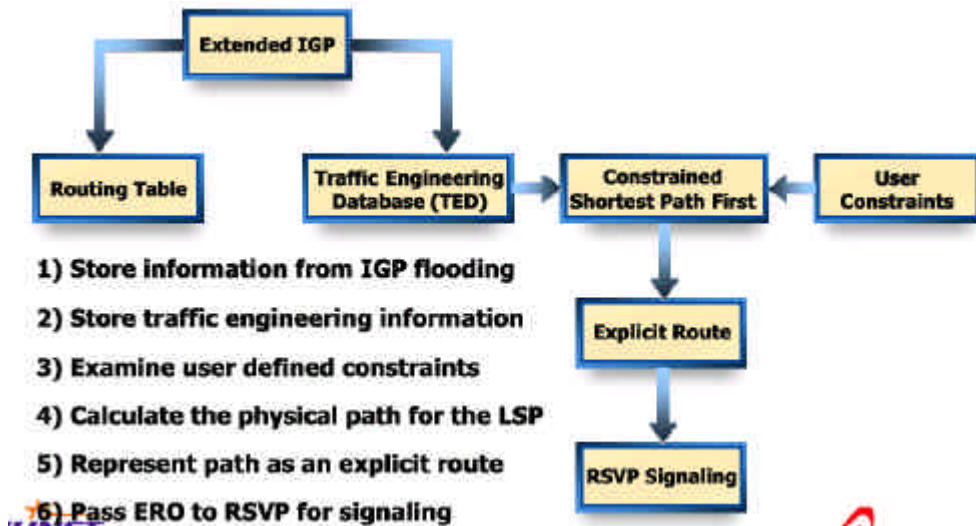 Extended IGP
Routing Table
Traffic Engineering
Database (TED)
Constrained
Shortest Path First
User
Constraints
1) Store information from IGP flooding
2) Store traffic engineering information
3) Examine user defined constraints
4) Calculate the physical path for the LSP
5) Represent path as an explicit route
6) Pass ERO to RSVP for signaling
Explicit Route
RSVP Signaling